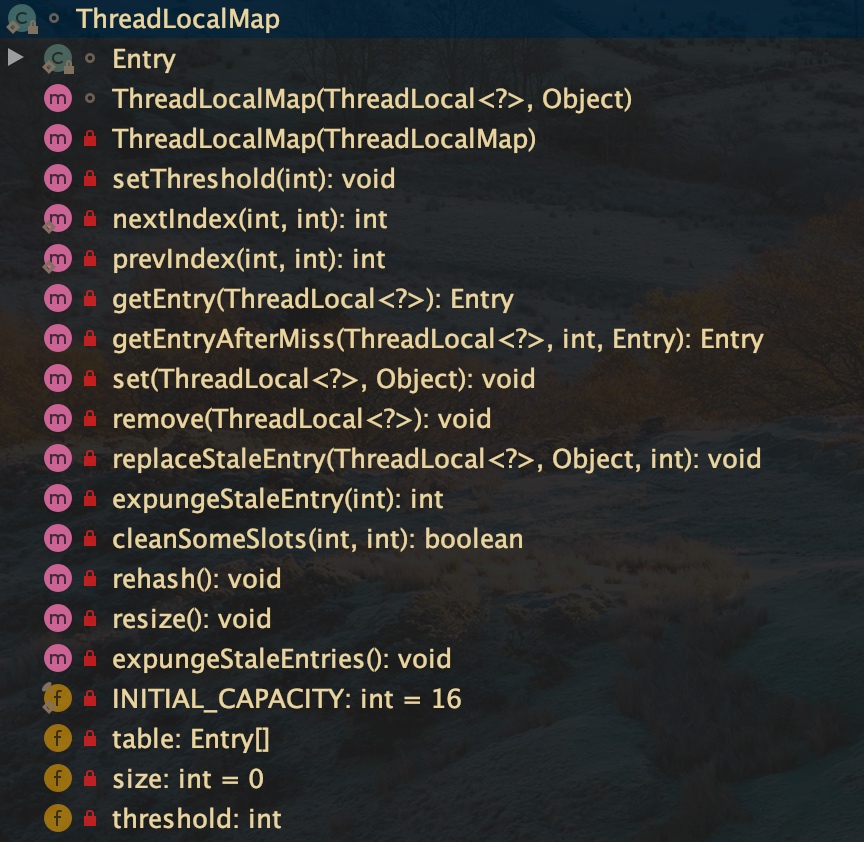 ThreadLocalMap
Entry
ThreadLocalMap(ThreadLocal<?>, Object)
ThreadLocalMap(ThreadLocalMap)
setThreshold(int): void
nextIndex(int, int): int
prevIndex(int, int): int
getEntry(ThreadLocal<?>): Entry
getEntryAfterMiss(ThreadLocal<?>, int, Entry): Entry
set(ThreadLocal<?>, Object): void
remove(ThreadLocal<?>): void
replaceStaleEntry(ThreadLocal<?>, Object, int): void
expungeStaleEntry(int): int
cleanSomeSlots(int, int): boolean
rehash(): void
resize(): void
expungeStaleEntries(): void
INITIAL_CAPACITY: int = 16
table: Entry[]
size: int = 0
threshold: int